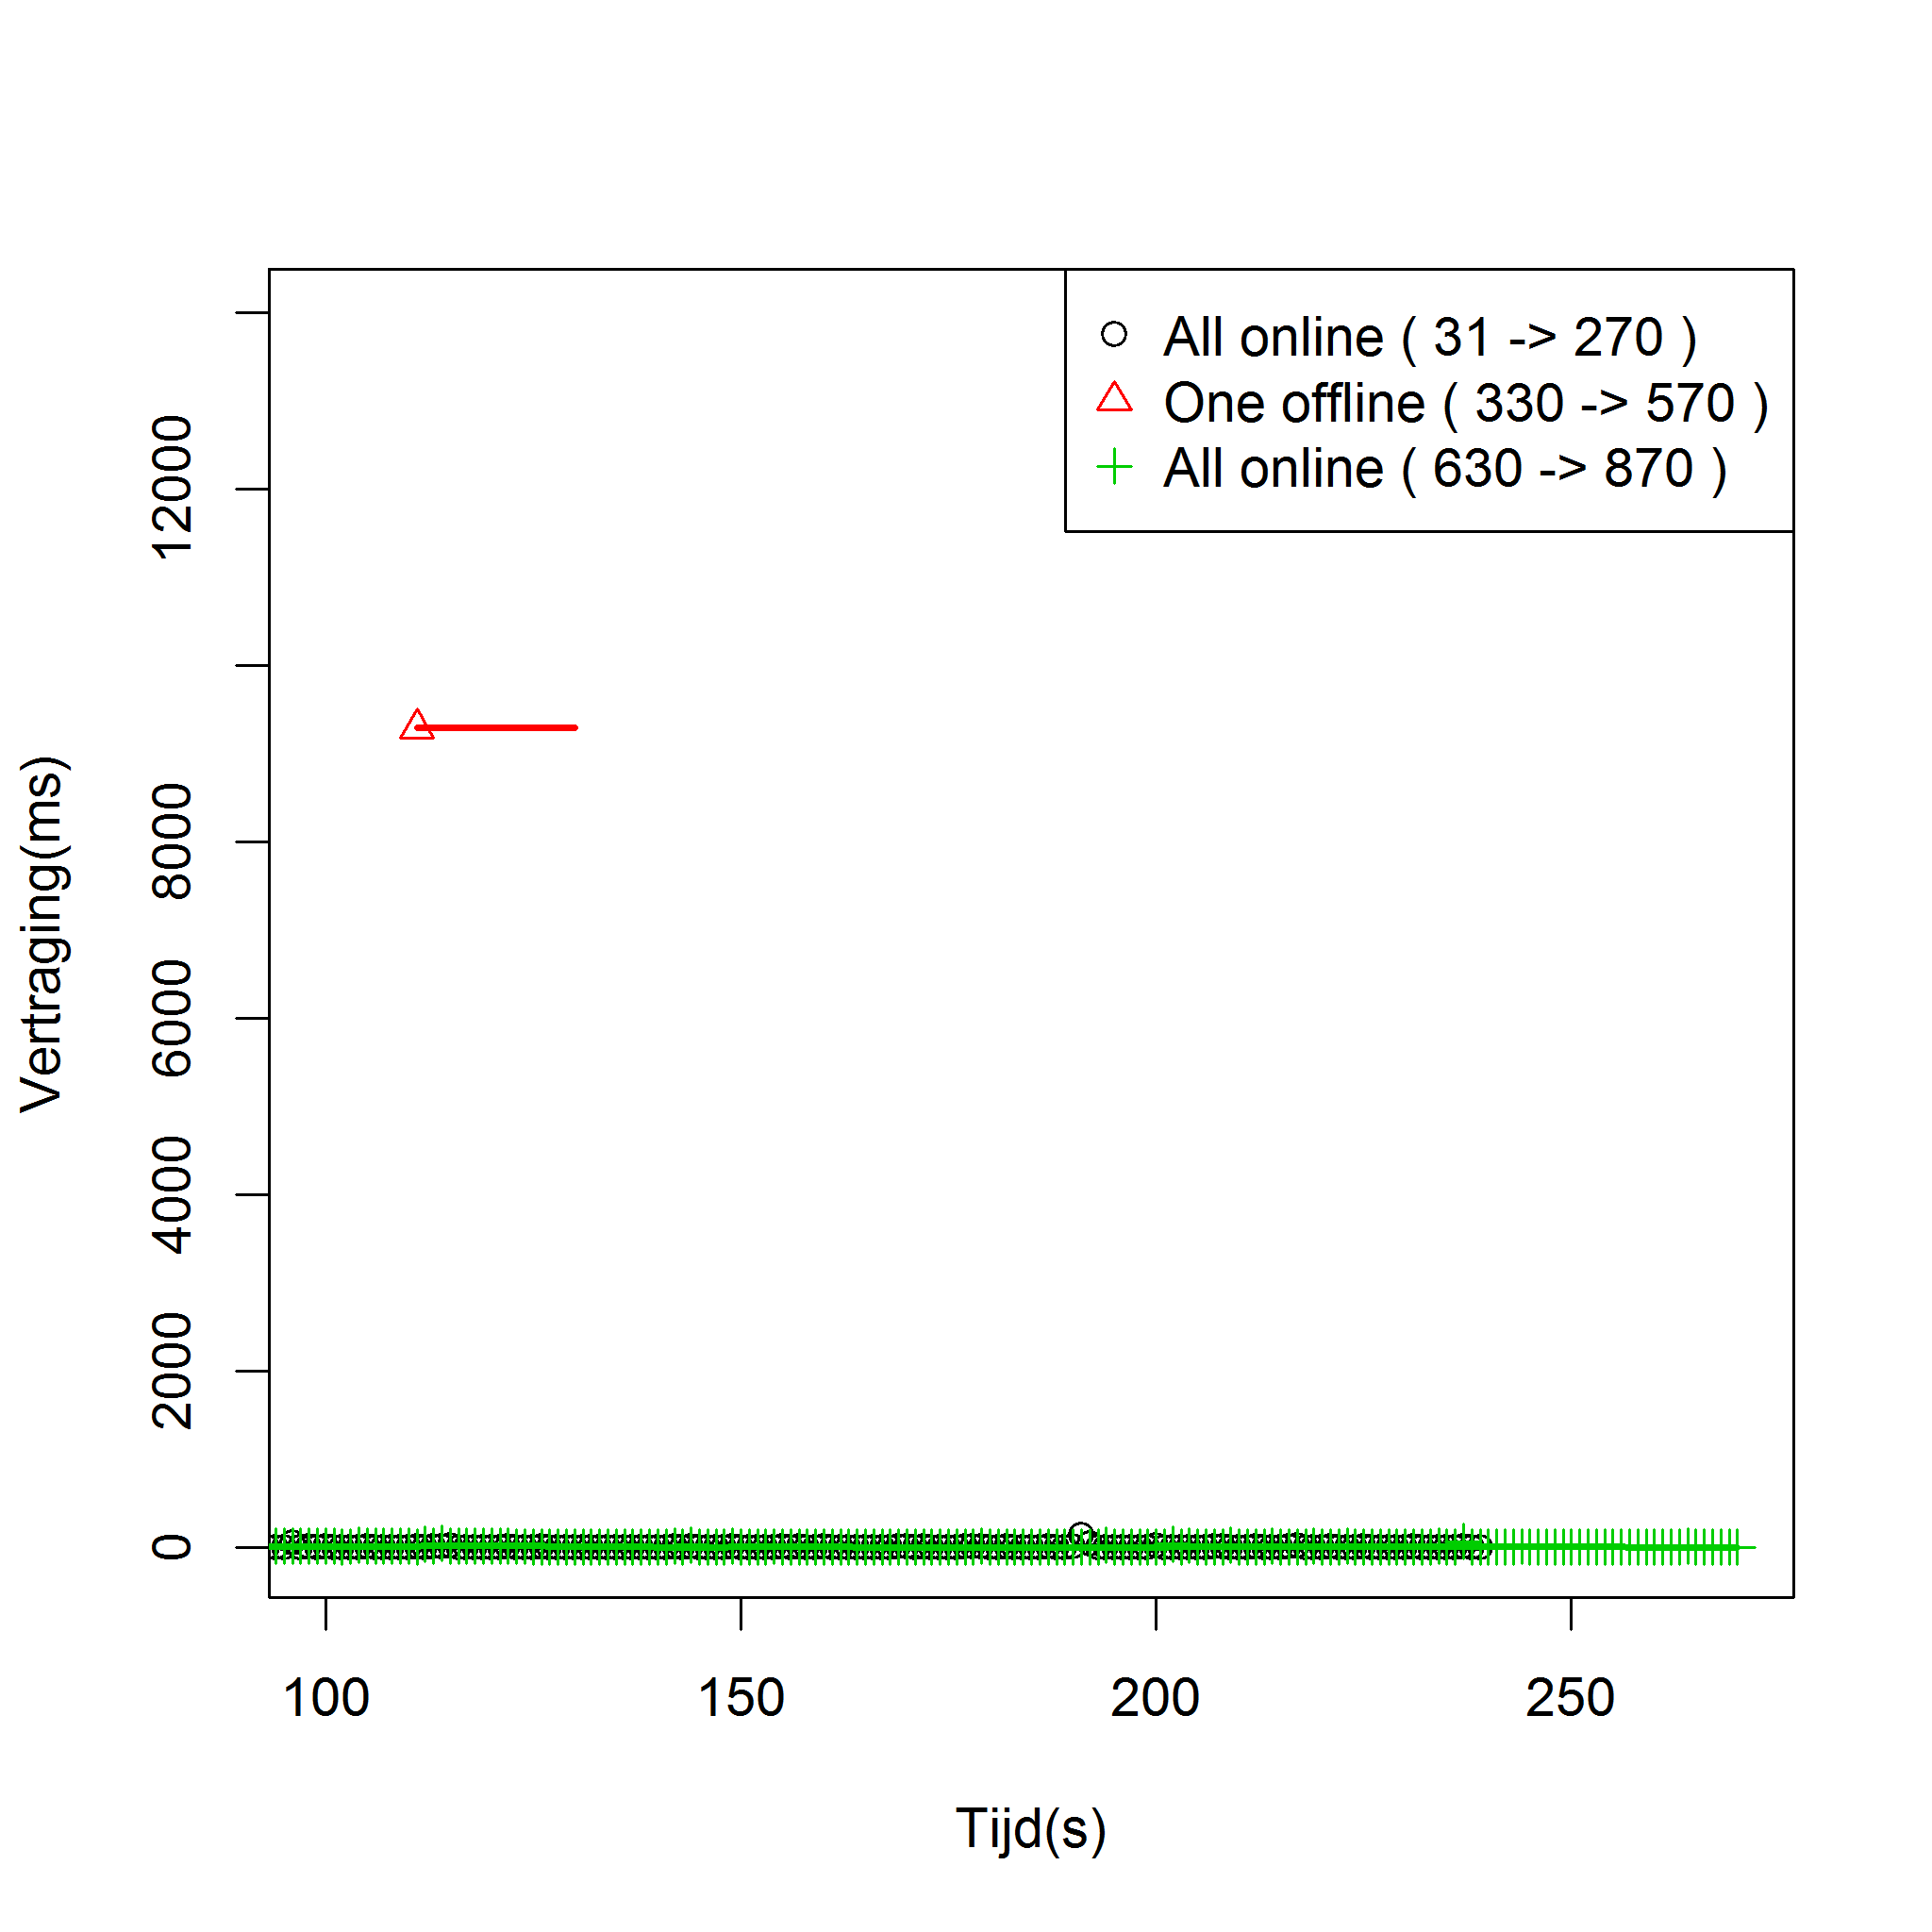 All online ( 31 -> 270 )
One offline ( 330 -> 570 )
All online ( 630 -> 870 )
Vertraging(ms)
12000
8000
6000
4000
2000
0
100 150 200 250
Tijd(s)